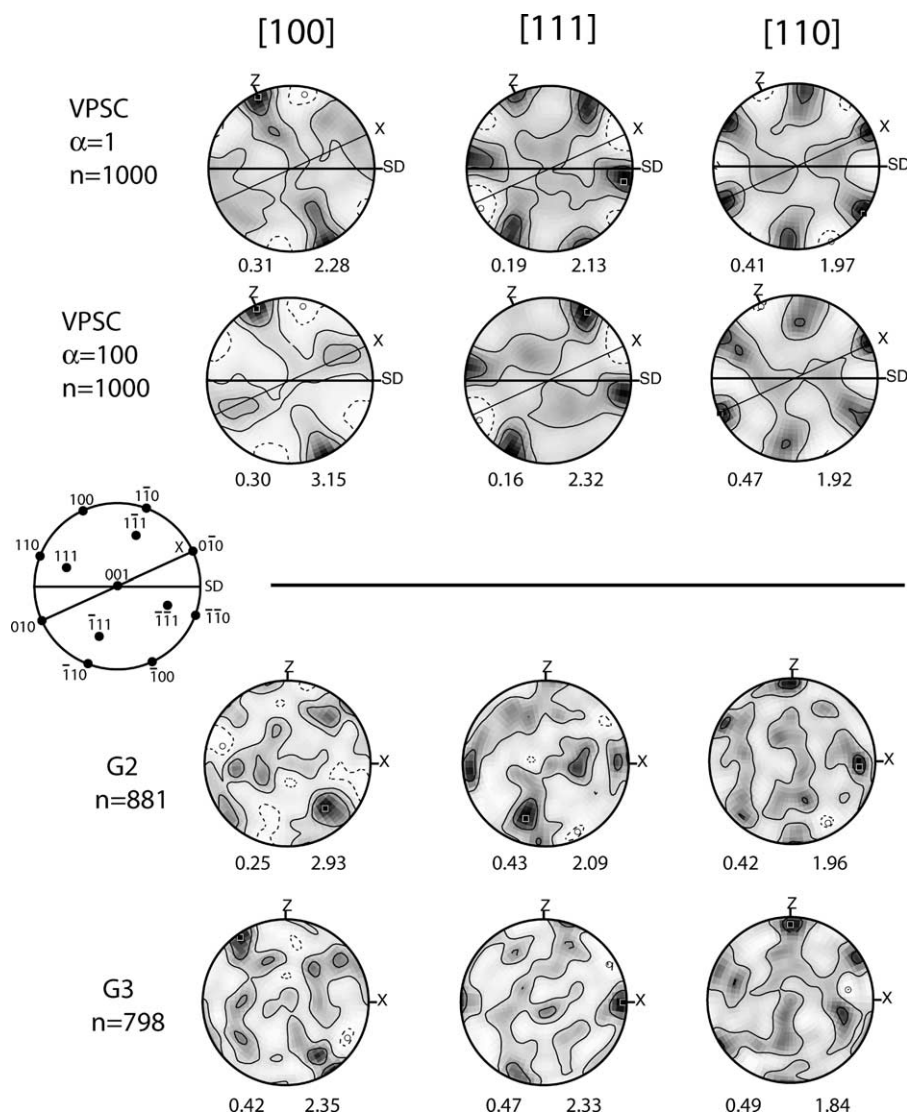 [100] [111] [110]
VPSC
α=1
n=1000
Z X SD
Z X SD
Z X SD
0.31 2.28
0.19 2.13
0.41 1.97
VPSC
α=100
n=1000
Z X SD
Z X SD
Z X SD
0.30 3.15
0.16 2.32
0.47 1.92
100 11̅0
11̅1
110 X 01̅0
111
001
SD
1̅1̅1
010 1̅1̅0
1̅11
1̅10 1̅00
G2
n=881
Z X
Z X
Z X
0.25 2.93
0.43 2.09
0.42 1.96
G3
n=798
Z X
Z X
Z X
0.42 2.35
0.47 2.33
0.49 1.84